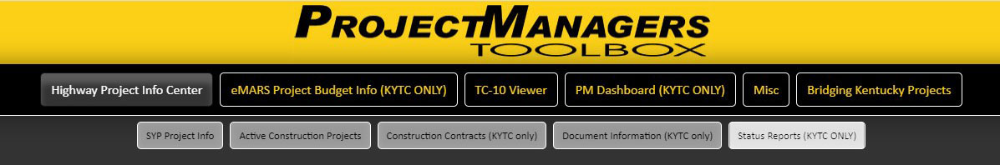 PROJECTMANAGERS
TOOLBOX
Highway Project Info Center eMARS Project Budget Info (KYTC ONLY) TC-10 Viewer PM Dashboard (KYTC ONLY) Misc Bridging Kentucky Projects
SYP Project Info Active Construction Projects Construction Contracts (KYTC only) Document Information (KYTC only) Status Reports (KYTC ONLY)